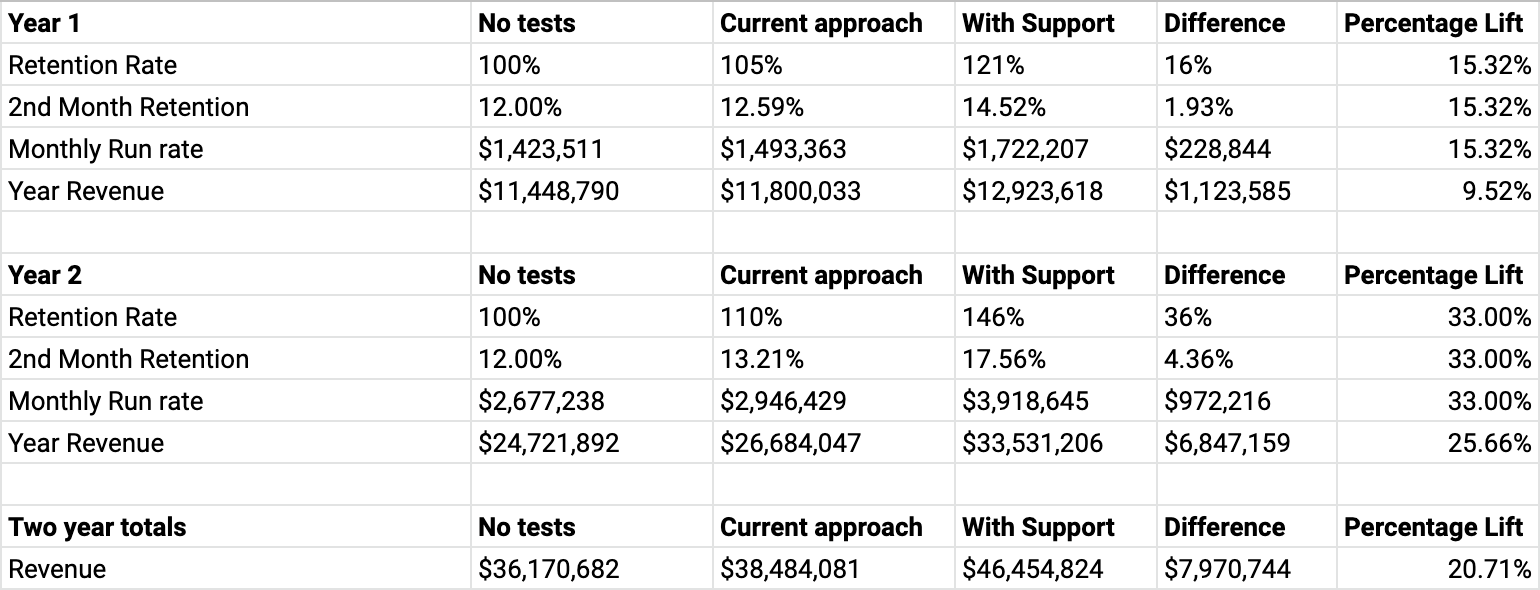 Year 1 No tests Current approach With Support Difference Percentage Lift
Retention Rate 100% 105% 121% 16% 15.32%
2nd Month Retention 12.00% 12.59% 14.52% 1.93% 15.32%
Monthly Run rate $1,423,511 $1,493,363 $1,722,207 $228,844 15.32%
Year Revenue $11,448,790 $11,800,033 $12,923,618 $1,123,585 9.52%
Year 2 No tests Current approach With Support Difference Percentage Lift
Retention Rate 100% 110% 146% 36% 33.00%
2nd Month Retention 12.00% 13.21% 17.56% 4.36% 33.00%
Monthly Run rate $2,677,238 $2,946,429 $3,918,645 $972,216 33.00%
Year Revenue $24,721,892 $26,684,047 $33,531,206 $6,847,159 25.66%
Two year totals No tests Current approach With Support Difference Percentage Lift
Revenue $36,170,682 $38,484,081 $46,454,824 $7,970,744 20.71%